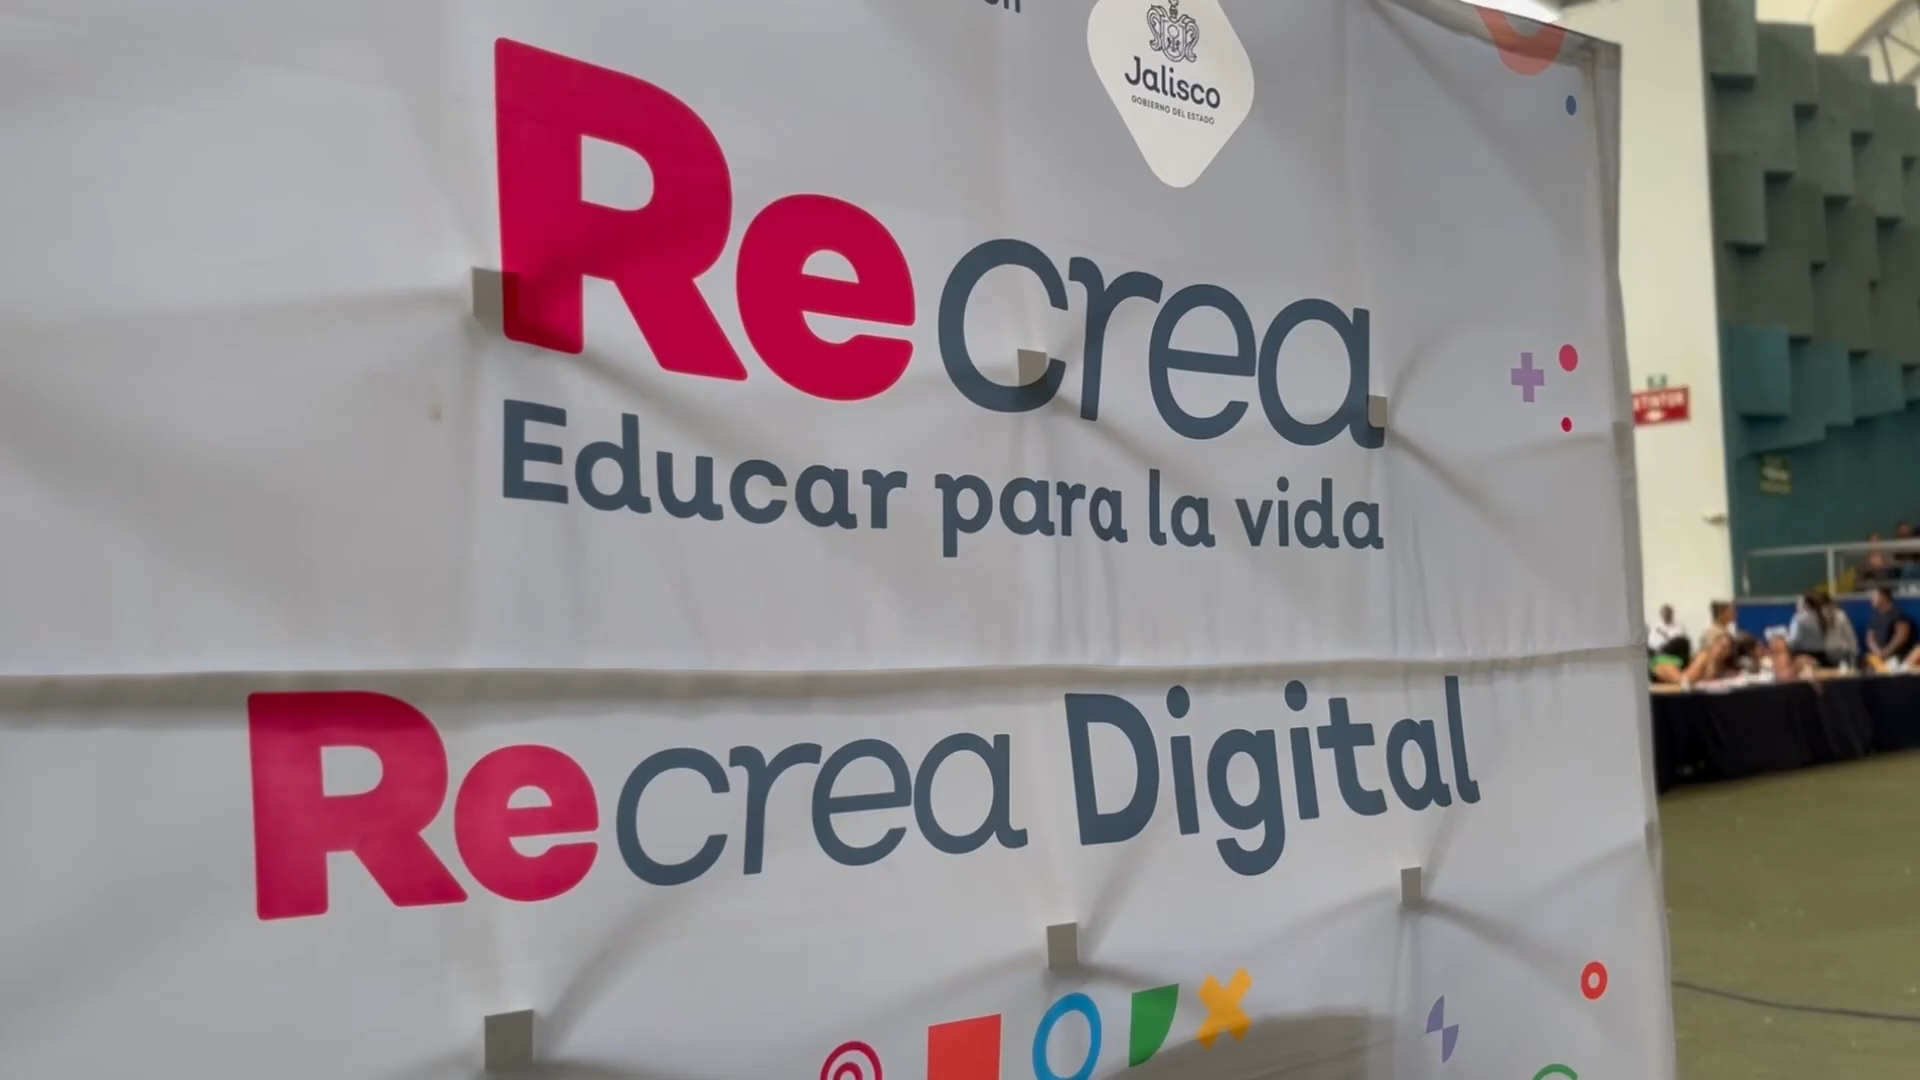 Jalisco
GOBIERNO DEL ESTADO
Recrea
Educar para la vida
Recrea Digital